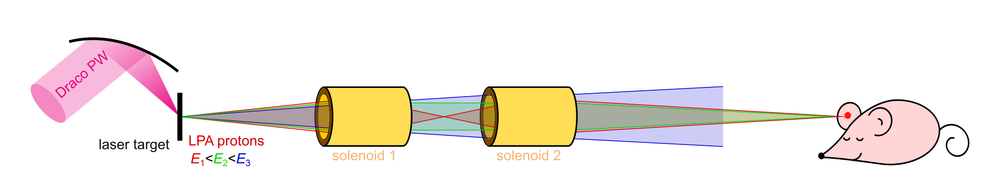 Draco PW
laser target
LPA protons
E₁<E₂<E₃
solenoid 1
solenoid 2